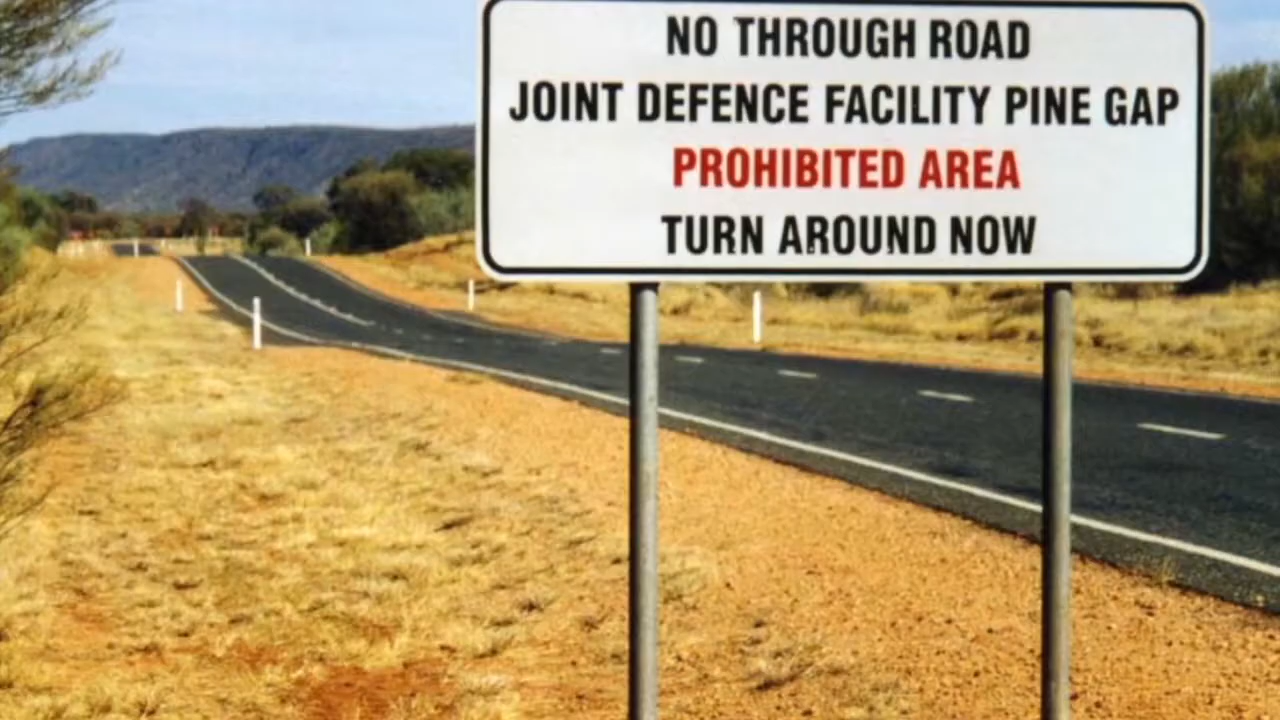 NO THROUGH ROAD
JOINT DEFENCE FACILITY PINE GAP
PROHIBITED AREA
TURN AROUND NOW